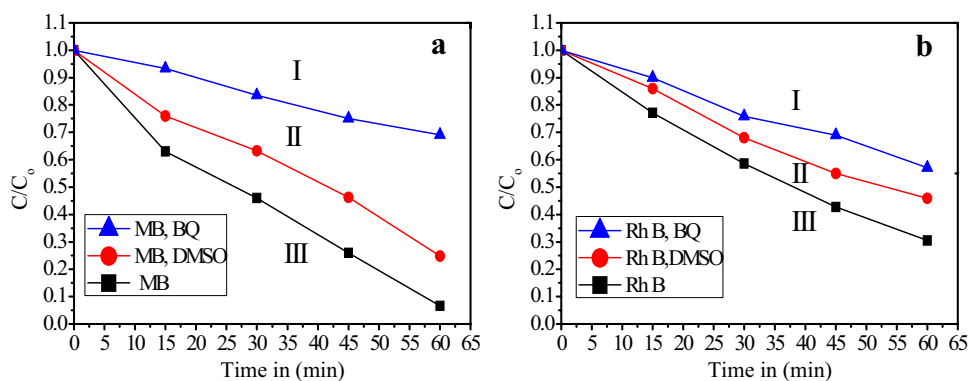 a
1.1
1.0
0.9
0.8
0.7
0.6
0.5
0.4
0.3
0.2
0.1
0.0
C/Co
I
II
III
MB, BQ
MB, DMSO
MB
0 5 10 15 20 25 30 35 40 45 50 55 60 65
Time in (min)
b
1.1
1.0
0.9
0.8
0.7
0.6
0.5
0.4
0.3
0.2
0.1
0.0
C/Co
I
II
III
Rh B, BQ
Rh B,DMSO
Rh B
0 5 10 15 20 25 30 35 40 45 50 55 60 65
Time in (min)